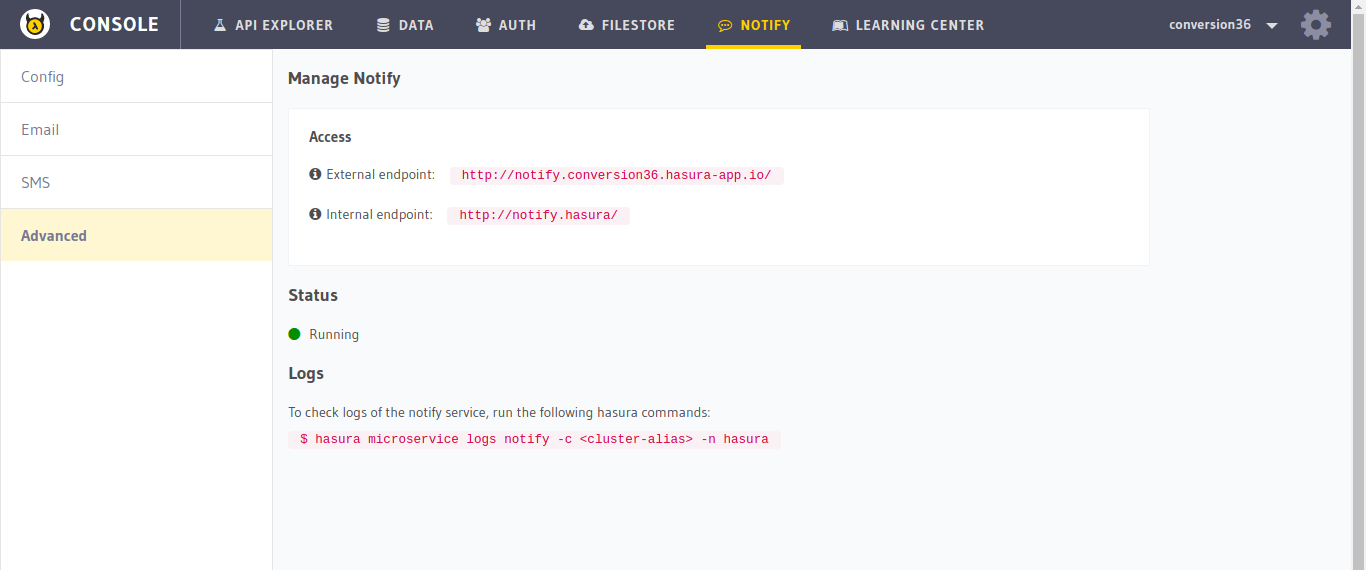 CONSOLE API EXPLORER DATA AUTH FILESTORE NOTIFY LEARNING CENTER conversion36
Config
Email
SMS
Advanced
Manage Notify
Access
External endpoint: http://notify.conversion36.hasura-app.io/
Internal endpoint: http://notify.hasura/
Status
Running
Logs
To check logs of the notify service, run the following hasura commands:
$ hasura microservice logs notify -c <cluster-alias> -n hasura